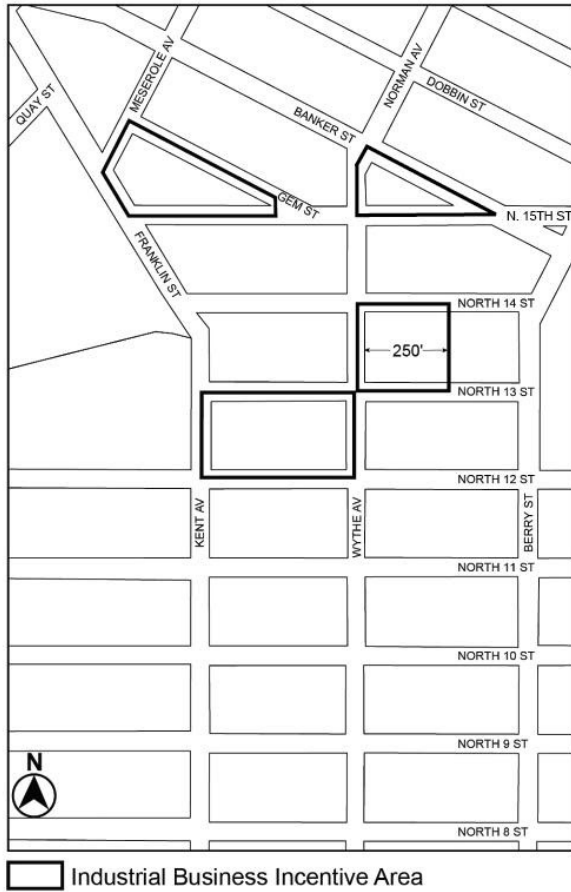 MESEROLE AV
NORMAN AV
QUAY ST
DOBBIN ST
BANKER ST
GEM ST
N. 15TH ST
FRANKLIN ST
NORTH 14 ST
250'
NORTH 13 ST
NORTH 12 ST
KENT AV
WYTHE AV
BERRY ST
NORTH 11 ST
NORTH 10 ST
NORTH 9 ST
N
NORTH 8 ST
Industrial Business Incentive Area